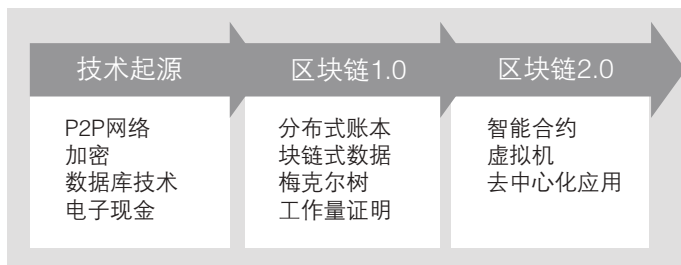 技术起源
区块链1.0
区块链2.0
P2P网络
加密
数据库技术
电子现金
分布式账本
块链式数据
梅克尔树
工作量证明
智能合约
虚拟机
去中心化应用